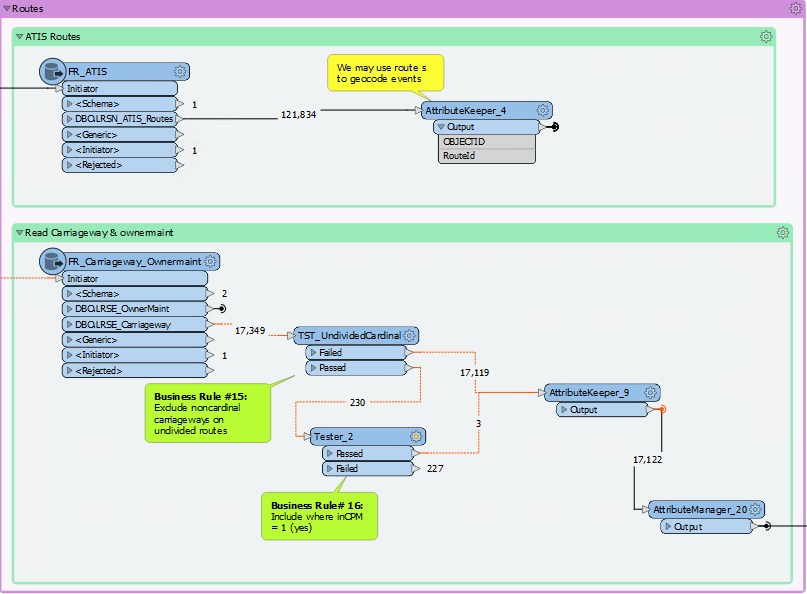 Routes
ATIS Routes
FR_ATIS
Initiator
<Schema>
1
DBO.LRSN_ATIS_Routes
121,834
<Generic>
<Initiator>
1
<Rejected>
We may use route s
to geocode events
AttributeKeeper_4
Output
OBJECTID
RouteId
Read Carriageway & ownermaint
FR_Carriageway_Ownermaint
Initiator
<Schema>
2
DBO.LRSE_OwnerMaint
DBO.LRSE_Carriageway
17,349
<Generic>
<Initiator>
1
<Rejected>
TST_UndividedCardinal
Failed
Passed
17,119
230
Business Rule #15:
Exclude noncardinal
carriageways on
undivided routes
Tester_2
Passed
3
Failed
227
Business Rule# 16:
Include where inCPM
= 1 (yes)
AttributeKeeper_9
Output
17,122
AttributeManager_20
Output